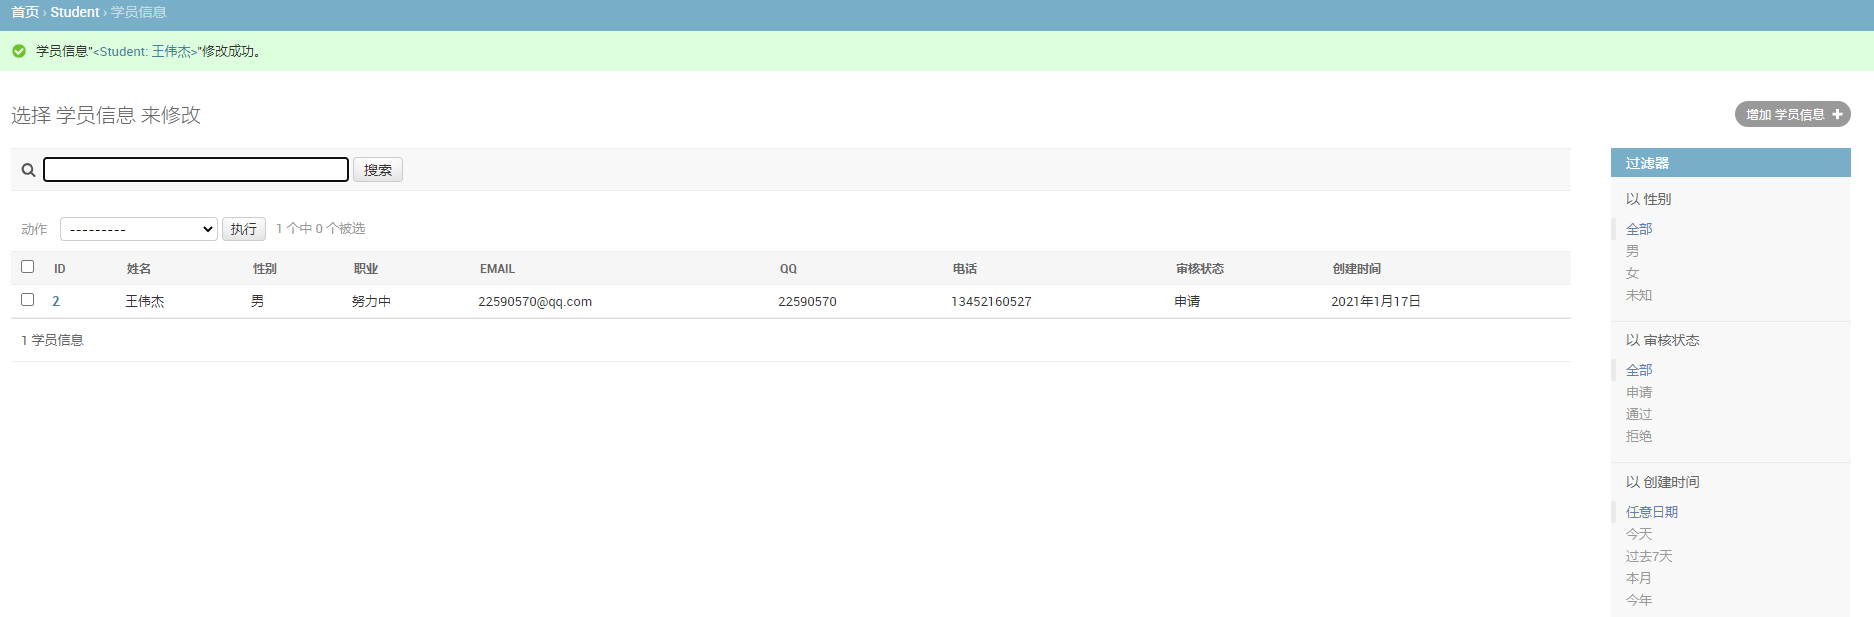 首页 › Student › 学员信息
学员信息"<Student: 王伟杰>"修改成功。
选择 学员信息 来修改
增加 学员信息 +
搜索
动作 --------- 执行 1 个中 0 个被选
ID 姓名 性别 职业 EMAIL QQ 电话 审核状态 创建时间
2 王伟杰 男 努力中 22590570@qq.com 22590570 13452160527 申请 2021年1月17日
1 学员信息
过滤器
以 性别
全部
男
女
未知
以 审核状态
全部
申请
通过
拒绝
以 创建时间
任意日期
今天
过去7天
本月
今年